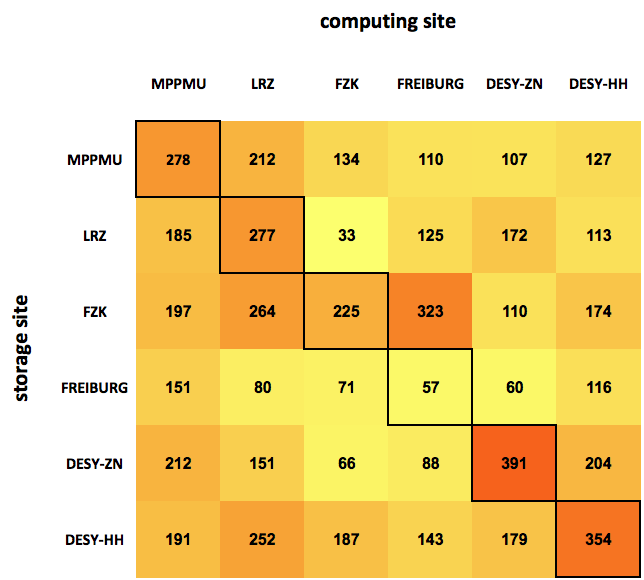 computing site
MPPMU LRZ FZK FREIBURG DESY-ZN DESY-HH
MPPMU 278 212 134 110 107 127
LRZ 185 277 33 125 172 113
storage site
FZK 197 264 225 323 110 174
FREIBURG 151 80 71 57 60 116
DESY-ZN 212 151 66 88 391 204
DESY-HH 191 252 187 143 179 354